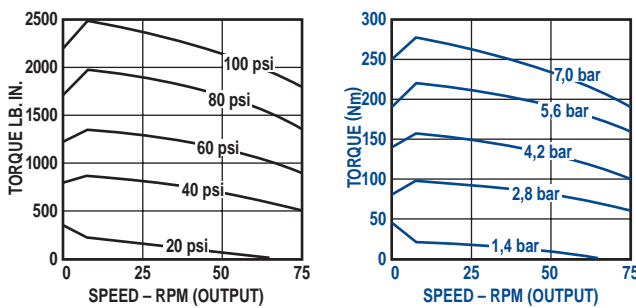 TORQUE LB. IN.
2500
2000
1500
1000
500
0
100 psi
80 psi
60 psi
40 psi
20 psi
0 25 50 75
SPEED – RPM (OUTPUT)
TORQUE (Nm)
300
250
200
150
100
50
0
7,0 bar
5,6 bar
4,2 bar
2,8 bar
1,4 bar
0 25 50 75
SPEED – RPM (OUTPUT)